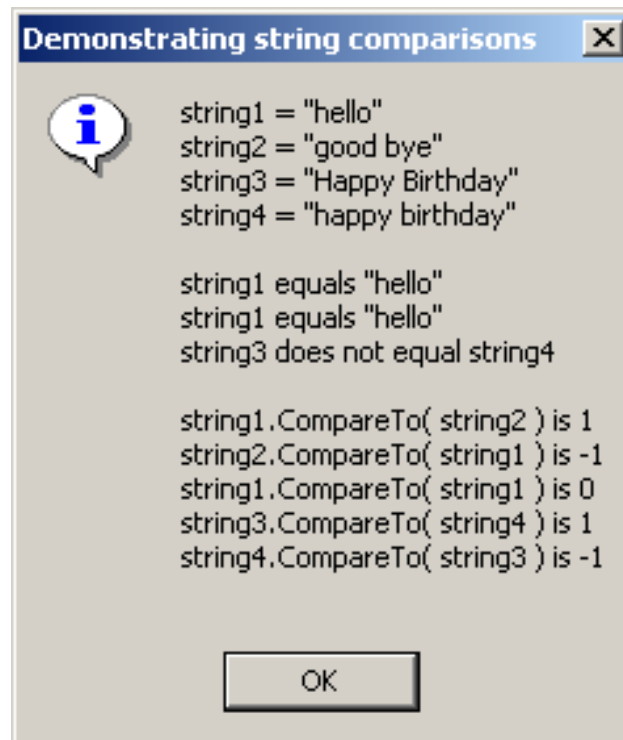 Demonstrating string comparisons
string1 = "hello"
string2 = "good bye"
string3 = "Happy Birthday"
string4 = "happy birthday"
string1 equals "hello"
string1 equals "hello"
string3 does not equal string4
string1.CompareTo( string2 ) is 1
string2.CompareTo( string1 ) is -1
string1.CompareTo( string1 ) is 0
string3.CompareTo( string4 ) is 1
string4.CompareTo( string3 ) is -1
OK